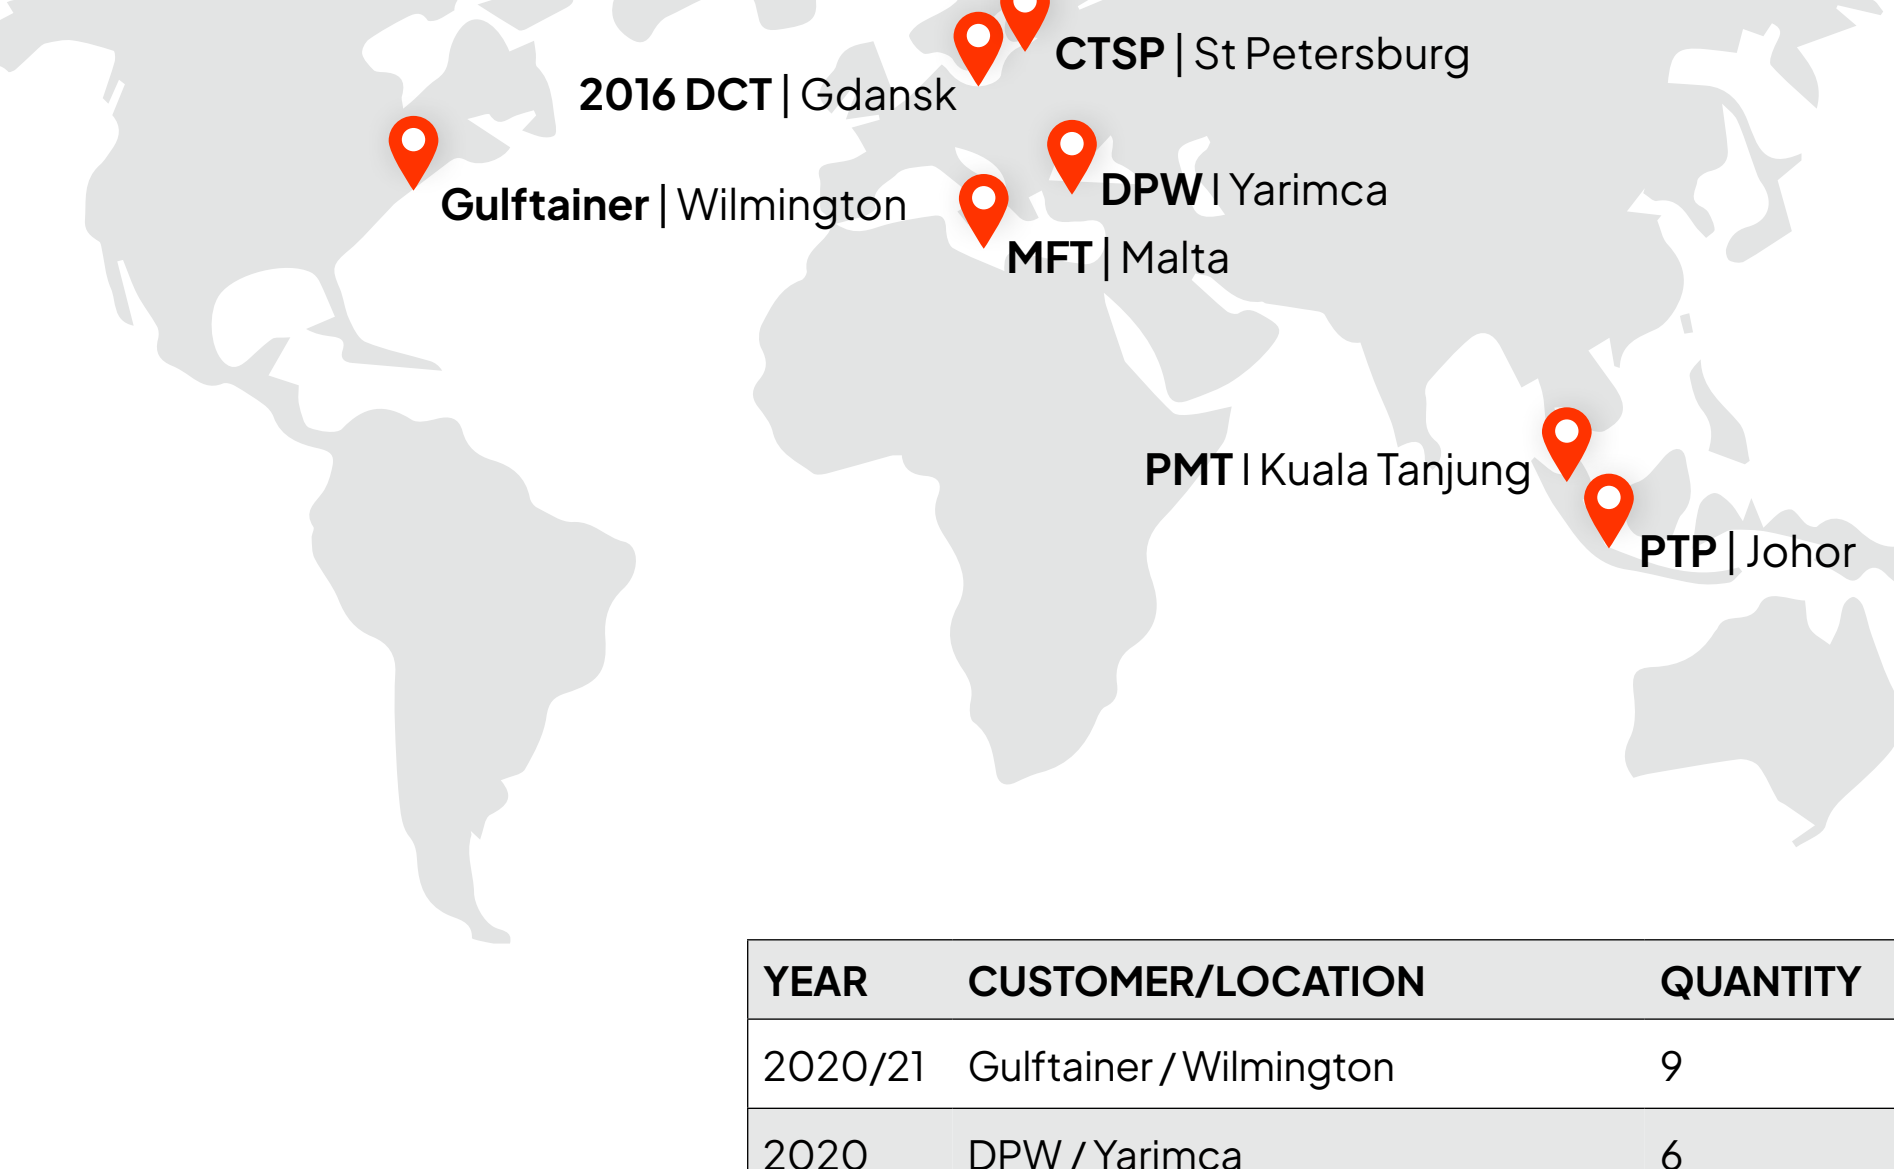 CTSP | St Petersburg
2016 DCT | Gdansk
DPW I Yarimca
Gulftainer | Wilmington
MFT | Malta
PMT I Kuala Tanjung
PTP | Johor
YEAR CUSTOMER/LOCATION QUANTITY
2020/21 Gulftainer / Wilmington 9
2020 DPW / Yarimca 6